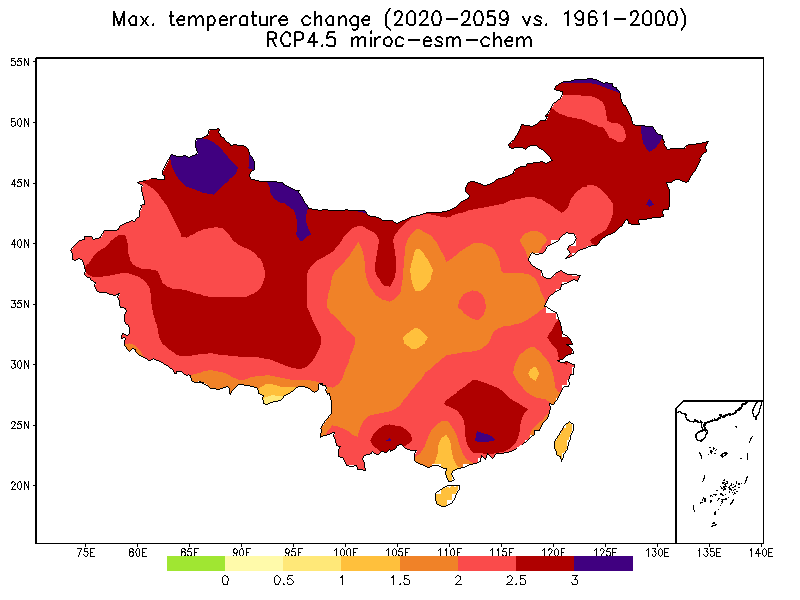 Max. temperature change (2020-2059 vs. 1961-2000)
RCP4.5 miroc-esm-chem
55N
50N
45N
40N
35N
30N
25N
20N
75E 80E 85E 90E 95E 100E 105E 110E 115E 120E 125E 130E 135E 140E
0 0.5 1 1.5 2 2.5 3